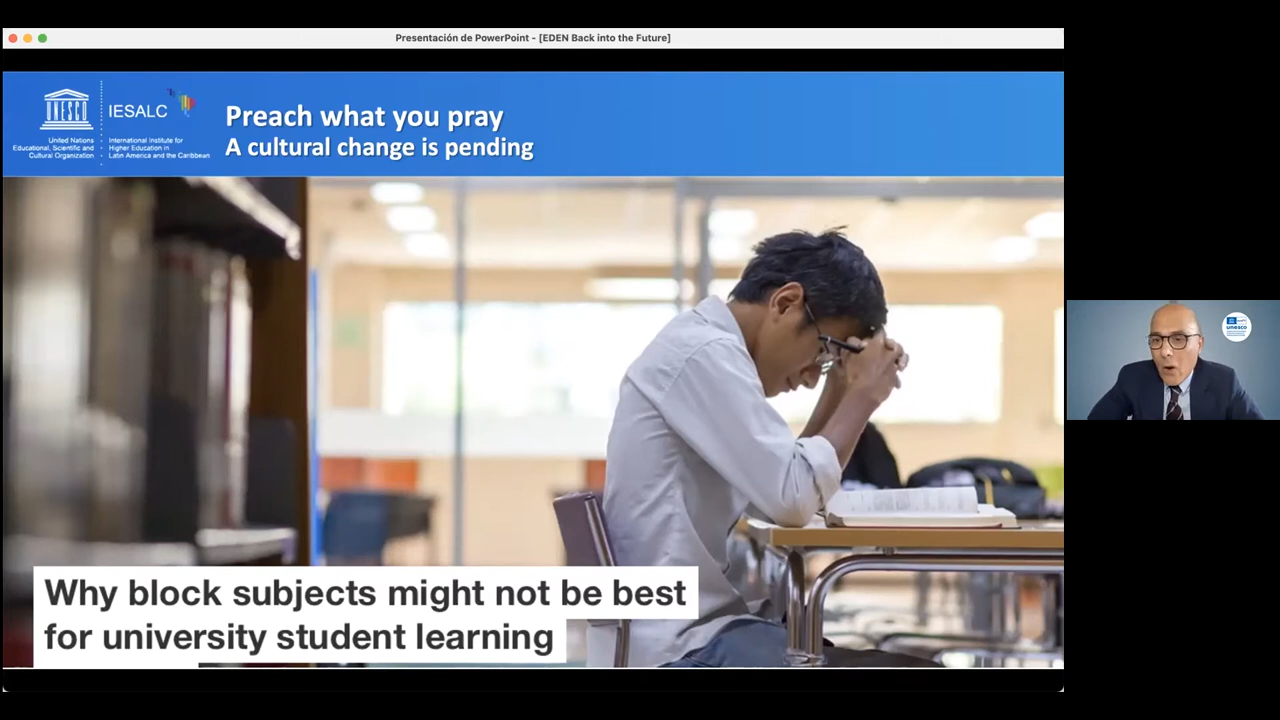 Presentación de PowerPoint - [EDEN Back into the Future]
UNESCO
United Nations
Educational, Scientific and
Cultural Organization
IESALC
International Institute for
Higher Education in
Latin America and the Caribbean
Preach what you pray
A cultural change is pending
unesco
Why block subjects might not be best
for university student learning